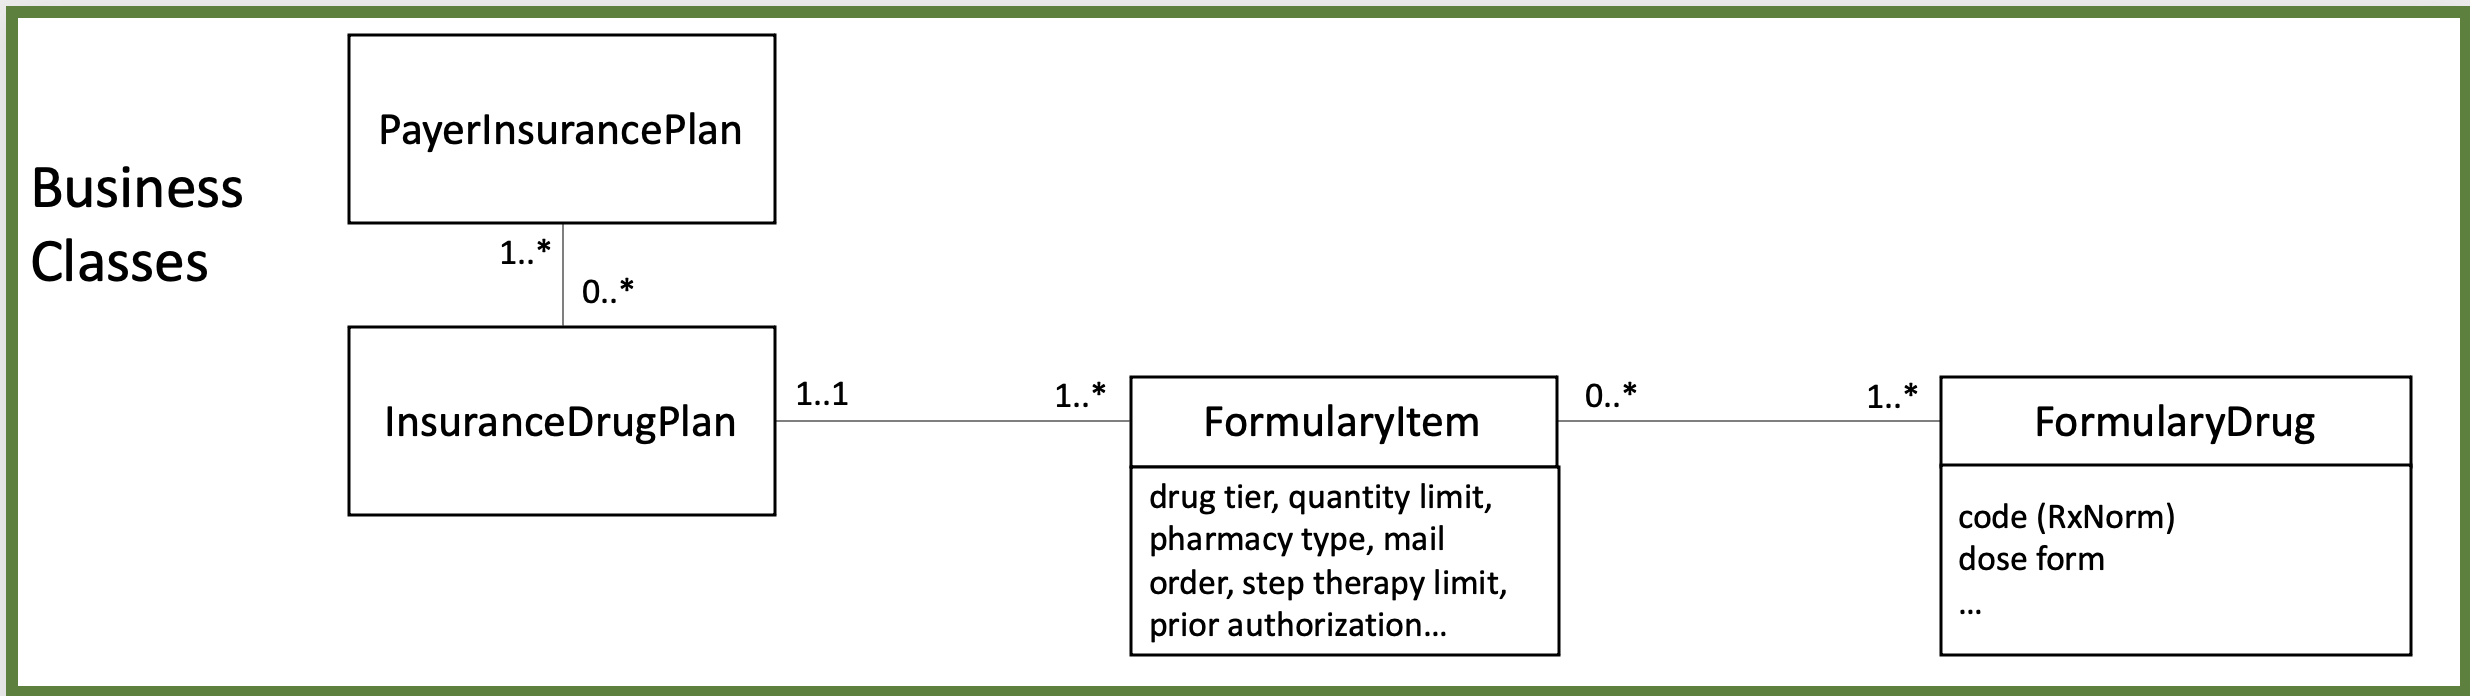 Business
Classes
PayerInsurancePlan
1..*
0..*
InsuranceDrugPlan
1..1
1..*
FormularyItem
drug tier, quantity limit,
pharmacy type, mail
order, step therapy limit,
prior authorization...
0..*
1..*
FormularyDrug
code (RxNorm)
dose form
...